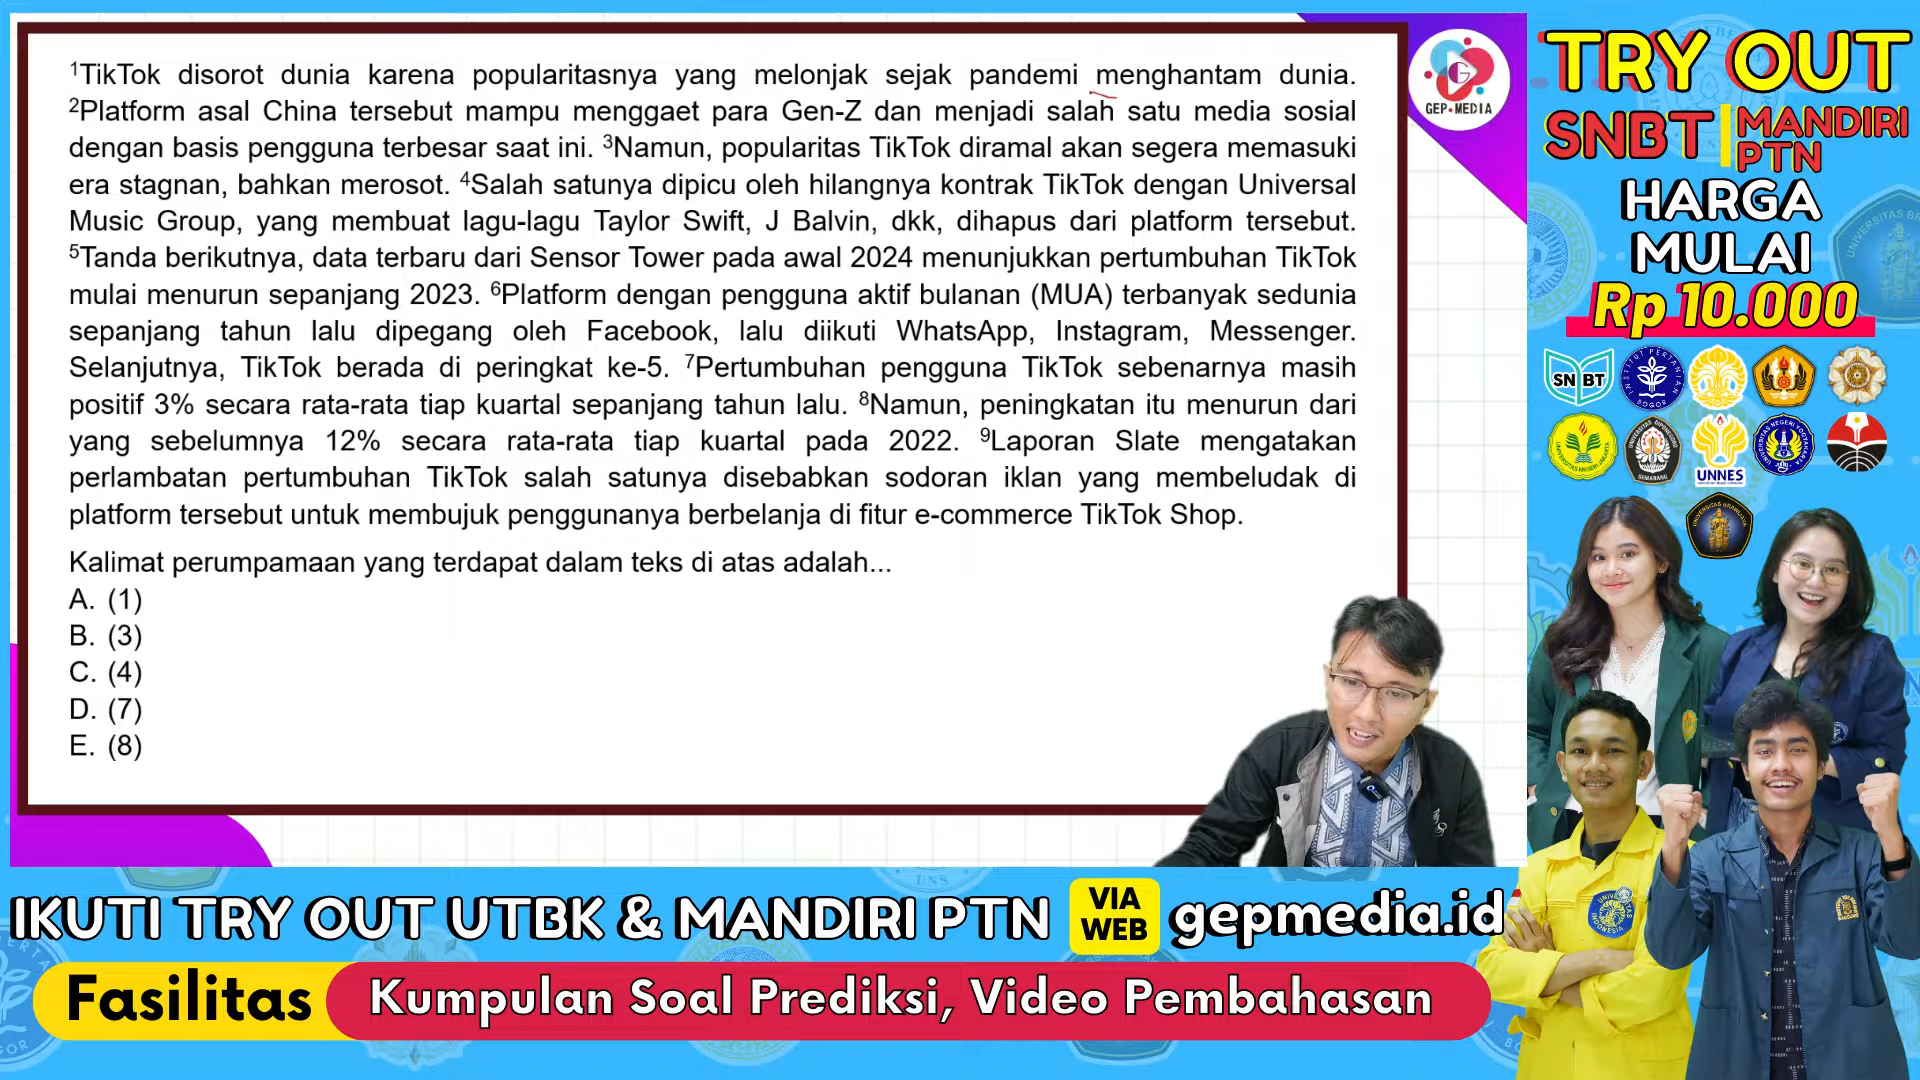 ¹TikTok disorot dunia karena popularitasnya yang melonjak sejak pandemi menghantam dunia.
²Platform asal China tersebut mampu menggaet para Gen-Z dan menjadi salah satu media sosial
dengan basis pengguna terbesar saat ini. ³Namun, popularitas TikTok diramal akan segera memasuki
era stagnan, bahkan merosot. ⁴Salah satunya dipicu oleh hilangnya kontrak TikTok dengan Universal
Music Group, yang membuat lagu-lagu Taylor Swift, J Balvin, dkk, dihapus dari platform tersebut.
⁵Tanda berikutnya, data terbaru dari Sensor Tower pada awal 2024 menunjukkan pertumbuhan TikTok
mulai menurun sepanjang 2023. ⁶Platform dengan pengguna aktif bulanan (MUA) terbanyak sedunia
sepanjang tahun lalu dipegang oleh Facebook, lalu diikuti WhatsApp, Instagram, Messenger.
Selanjutnya, TikTok berada di peringkat ke-5. ⁷Pertumbuhan pengguna TikTok sebenarnya masih
positif 3% secara rata-rata tiap kuartal sepanjang tahun lalu. ⁸Namun, peningkatan itu menurun dari
yang sebelumnya 12% secara rata-rata tiap kuartal pada 2022. ⁹Laporan Slate mengatakan
perlambatan pertumbuhan TikTok salah satunya disebabkan sodoran iklan yang membeludak di
platform tersebut untuk membujuk penggunanya berbelanja di fitur e-commerce TikTok Shop.
Kalimat perumpamaan yang terdapat dalam teks di atas adalah...
A. (1)
B. (3)
C. (4)
D. (7)
E. (8)
GEP MEDIA
TRY OUT
SNBT
MANDIRI
PTN
HARGA
MULAI
Rp 10.000
SNBT
UNNES
IKUTI TRY OUT UTBK & MANDIRI PTN
VIA
WEB
gepmedia.id
Fasilitas
Kumpulan Soal Prediksi, Video Pembahasan